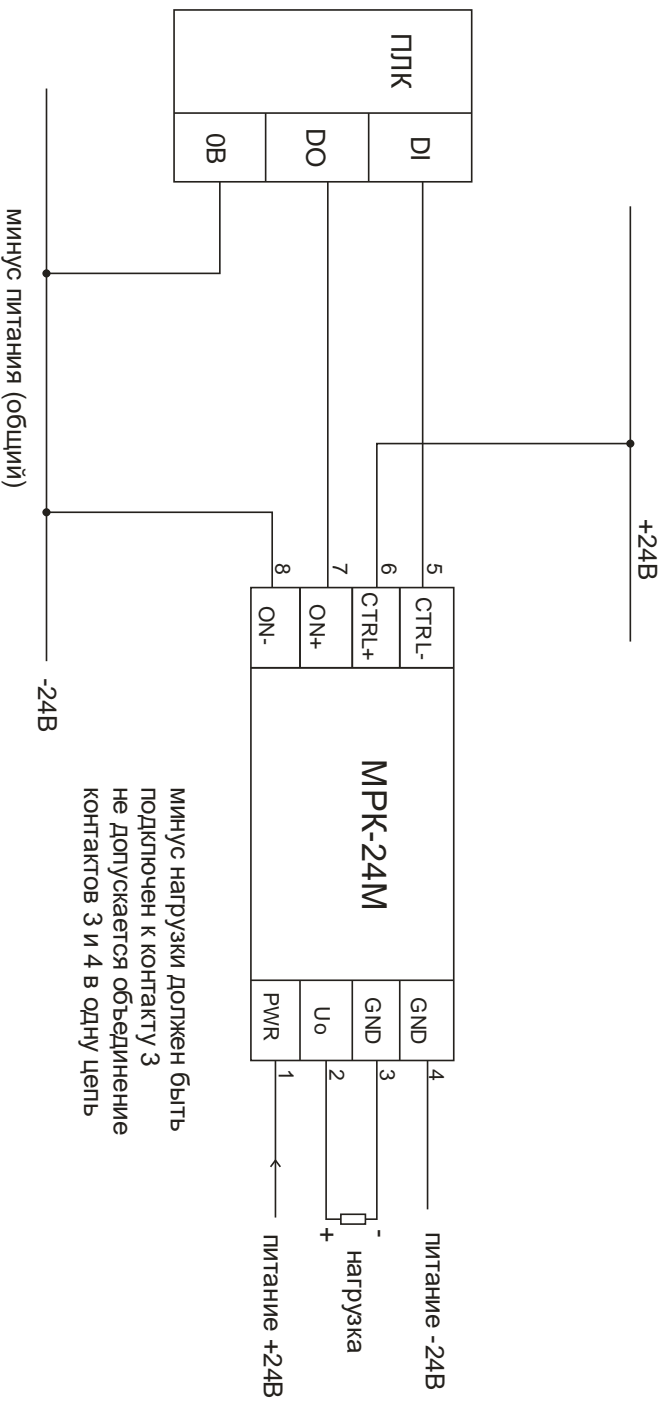 +24В
ПЛК
DI
DO
0В
5
6
7
8
CTRL-
CTRL+
ON+
ON-
МРК-24М
GND
GND
Uo
PWR
4
3
2
1
питание -24В
-
нагрузка
+
питание +24В
минус питания (общий)
-24В
минус нагрузки должен быть
подключен к контакту 3
не допускается объединение
контактов 3 и 4 в одну цепь